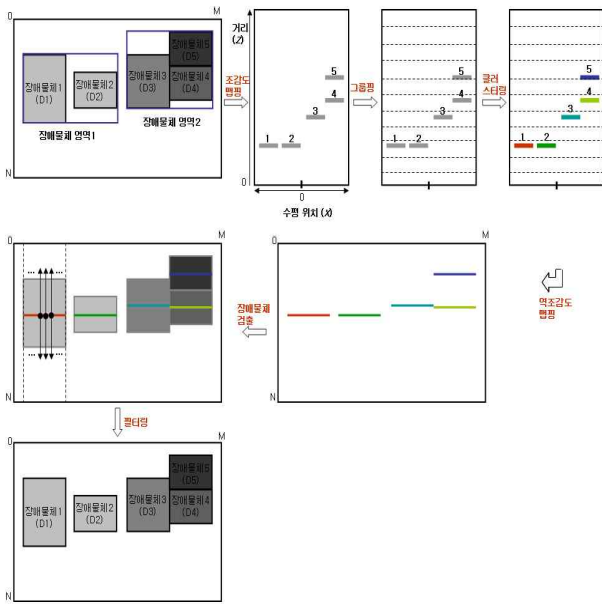 0
M
N
장애물체1
(D1)
장애물체2
(D2)
장애물체3
(D3)
장애물체5
(D5)
장애물체4
(D4)
장애물체 영역1
장애물체 영역2
조감도
맵핑
거리
(Z)
1
2
3
4
5
0
0
수평 위치 (X)
그룹핑
1
2
3
4
5
클러
스터링
1
2
3
4
5
0
M
N
장애물체
검출
0
M
N
역조감도
맵핑
...
...
...
...
필터링
0
M
N
장애물체1
(D1)
장애물체2
(D2)
장애물체3
(D3)
장애물체5
(D5)
장애물체4
(D4)